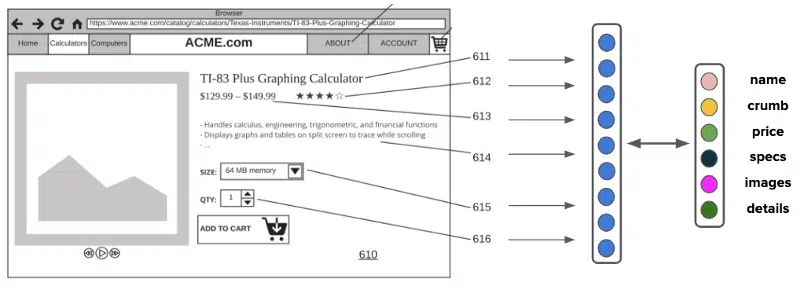 Browser
https://www.acme.com/catalog/calculators/Texas-Instruments/TI-83-Plus-Graphing-Calculator
Home Calculators Computers ACME.com ABOUT ACCOUNT
TI-83 Plus Graphing Calculator
$129.99 – $149.99 ★★★★☆
- Handles calculus, engineering, trigonometric, and financial functions
- Displays graphs and tables on split screen to trace while scrolling
- ...
SIZE: 64 MB memory
QTY: 1
ADD TO CART
610
611
612
613
614
615
616
name
crumb
price
specs
images
details